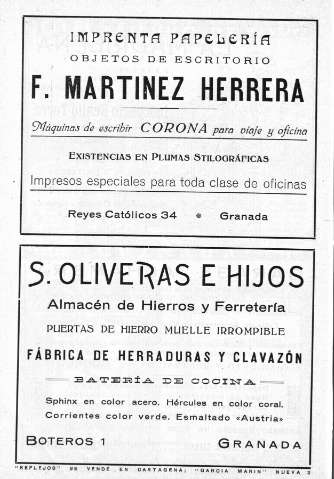 IMPRENTA PAPELERÍA
OBJETOS DE ESCRITORIO
F. MARTINEZ HERRERA
Máquinas de escribir CORONA para viaje y oficina
EXISTENCIAS EN PLUMAS STILOGRÁFICAS
Impresos especiales para toda clase de oficinas
Reyes Católicos 34 • Granada
S. OLIVERAS E HIJOS
Almacén de Hierros y Ferretería
PUERTAS DE HIERRO MUELLE IRROMPIBLE
FÁBRICA DE HERRADURAS Y CLAVAZÓN
BATERÍA DE COCINA
Sphinx en color acero. Hércules en color coral.
Corrientes color verde. Esmaltado «Austria»
BOTEROS 1 GRANADA
"REFLEJOS" SE VENDE EN CARTAGENA; "GARCIA MARIN" NUEVA 2